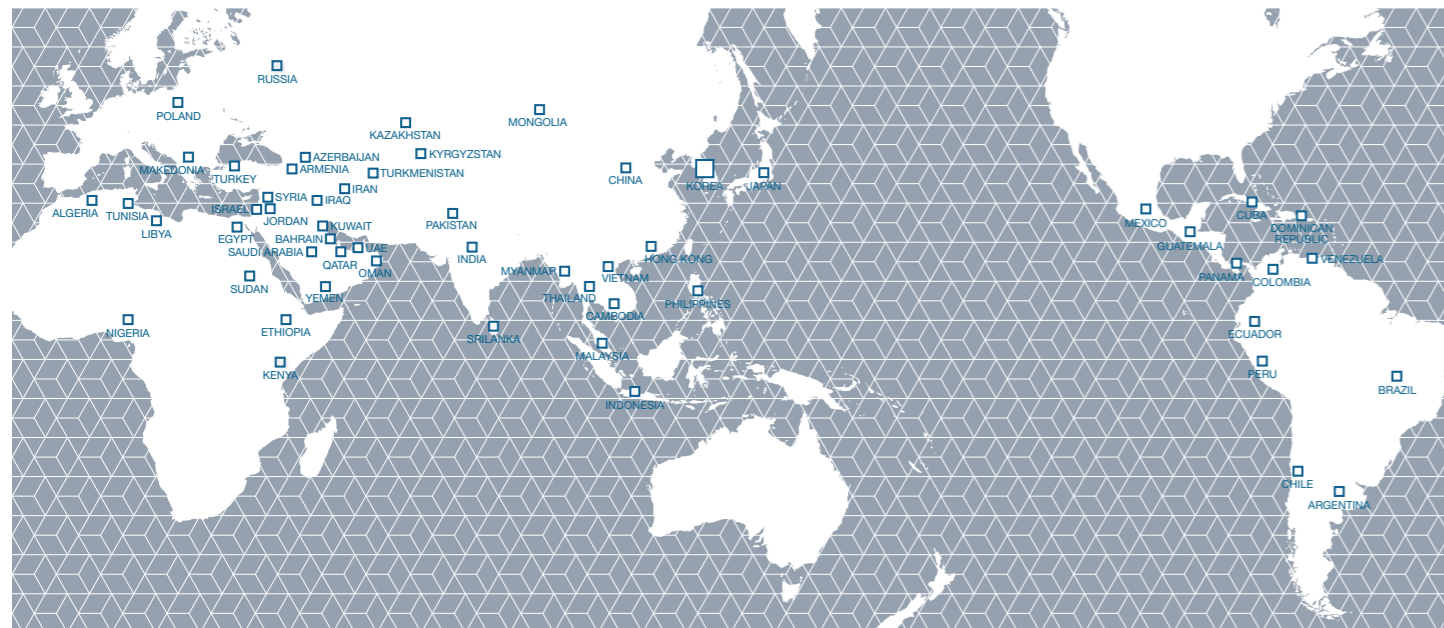 RUSSIA
POLAND
MONGOLIA
KAZAKHSTAN
KYRGYZSTAN
AZERBAIJAN
MAKEDONIA
ARMENIA
TURKEY
TURKMENISTAN
CHINA
KOREA
JAPAN
IRAN
SYRIA
IRAQ
ALGERIA
TUNISIA
ISRAEL
JORDAN
LIBYA
KUWAIT
PAKISTAN
EGYPT
BAHRAIN
SAUDI ARABIA
UAE
QATAR
OMAN
INDIA
HONG KONG
SUDAN
YEMEN
MYANMAR
VIETNAM
THAILAND
CAMBODIA
PHILIPPINES
NIGERIA
ETHIOPIA
SRILANKA
MALAYSIA
KENYA
INDONESIA
MEXICO
CUBA
GUATEMALA
DOMINICAN
REPUBLIC
PANAMA
VENEZUELA
COLOMBIA
ECUADOR
PERU
BRAZIL
CHILE
ARGENTINA